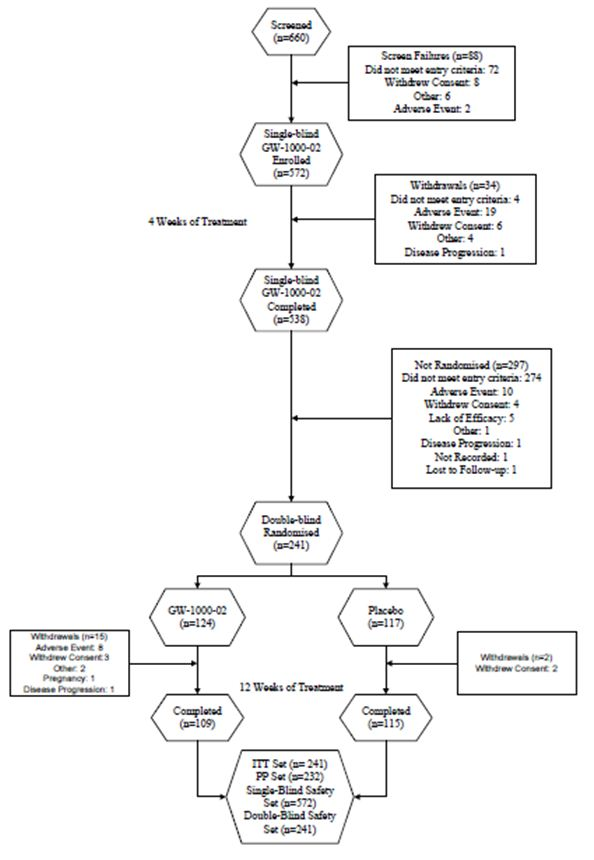 Screened
(n=660)
Screen Failures (n=88)
Did not meet entry criteria: 72
Withdrew Consent: 8
Other: 6
Adverse Event: 2
Single-blind
GW-1000-02
Enrolled
(n=572)
Withdrawals (n=34)
Did not meet entry criteria: 4
Adverse Event: 19
Withdrew Consent: 6
Other: 4
Disease Progression: 1
4 Weeks of Treatment
Single-blind
GW-1000-02
Completed
(n=538)
Not Randomised (n=297)
Did not meet entry criteria: 274
Adverse Event: 10
Withdrew Consent: 4
Lack of Efficacy: 5
Other: 1
Disease Progression: 1
Not Recorded: 1
Lost to Follow-up: 1
Double-blind
Randomised
(n=241)
GW-1000-02
(n=124)
Placebo
(n=117)
Withdrawals (n=15)
Adverse Event: 8
Withdrew Consent:3
Other: 2
Pregnancy: 1
Disease Progression: 1
Withdrawals (n=2)
Withdrew Consent: 2
12 Weeks of Treatment
Completed
(n=109)
Completed
(n=115)
ITT Set (n= 241)
PP Set (n=232)
Single-Blind Safety
Set (n=572)
Double-Blind Safety
Set (n=241)